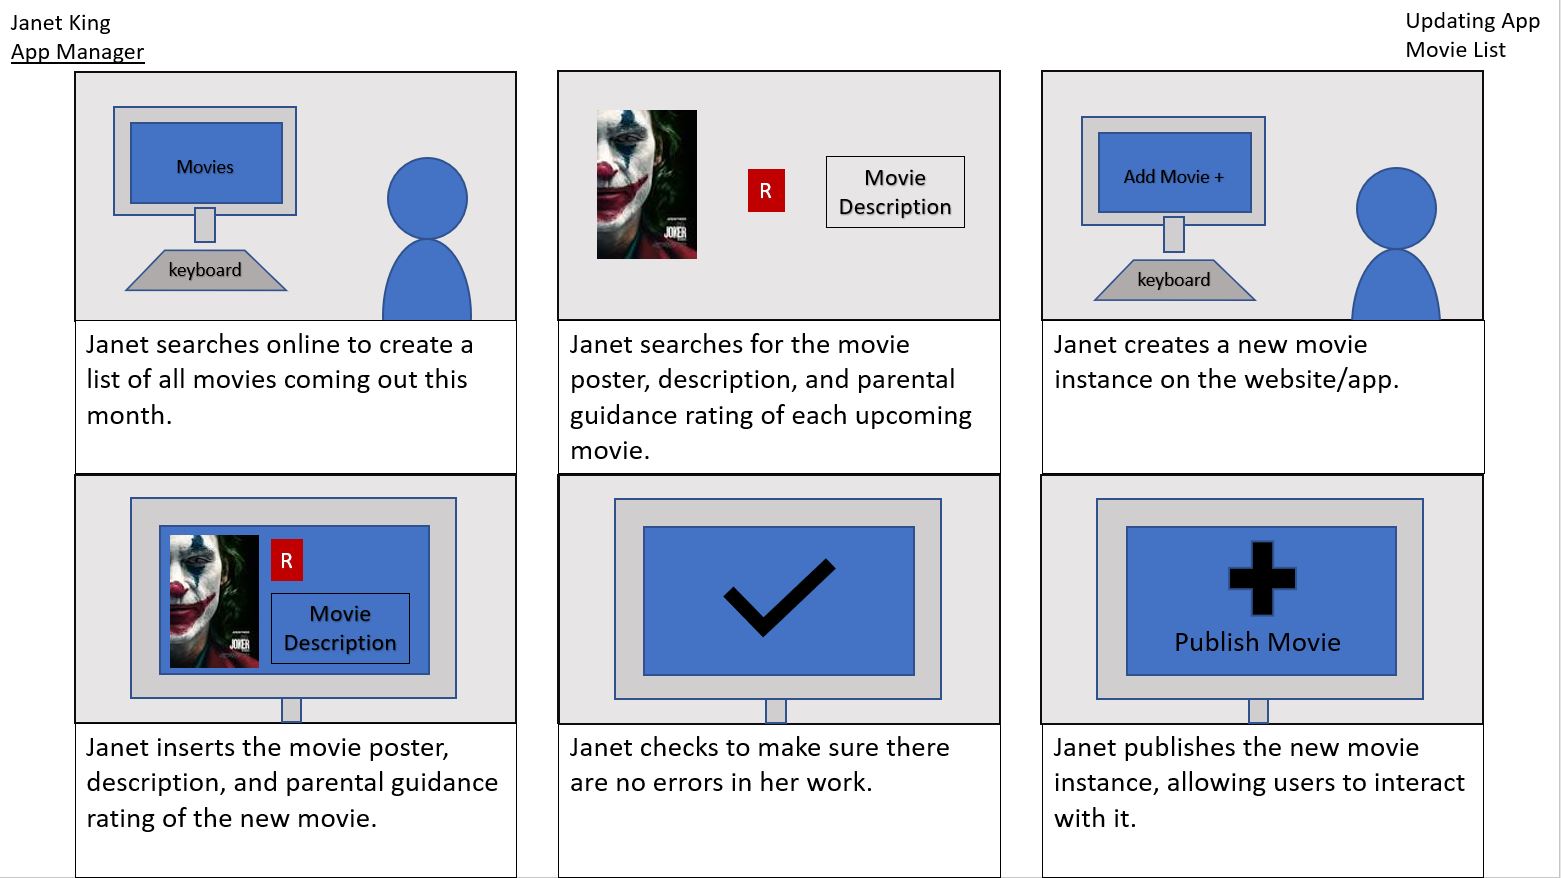 Janet King
App Manager
Updating App
Movie List
Movies
keyboard
Janet searches online to create a
list of all movies coming out this
month.
JOKER
R
Movie
Description
Janet searches for the movie
poster, description, and parental
guidance rating of each upcoming
movie.
Add Movie +
keyboard
Janet creates a new movie
instance on the website/app.
JOKER
R
Movie
Description
Janet inserts the movie poster,
description, and parental guidance
rating of the new movie.
Janet checks to make sure there
are no errors in her work.
Publish Movie
Janet publishes the new movie
instance, allowing users to interact
with it.